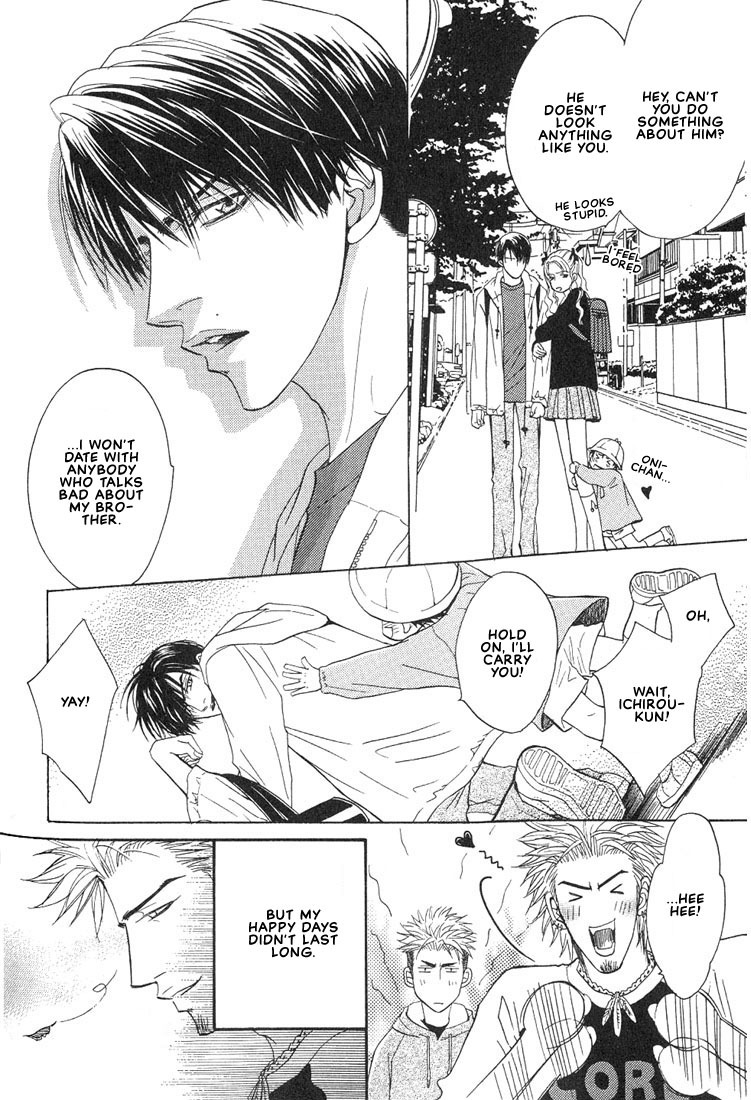 HEY, CAN'T
YOU DO
SOMETHING
ABOUT HIM?
HE
DOESN'T
LOOK
ANYTHING
LIKE YOU.
HE LOOKS
STUPID.
I FEEL
BORED
ONI-
CHAN...
...I WON'T
DATE WITH
ANYBODY
WHO TALKS
BAD ABOUT
MY BRO-
THER.
OH,
WAIT,
ICHIROU-
KUN!
HOLD
ON, I'LL
CARRY
YOU!
YAY!
...HEE
HEE!
GOR
BUT MY
HAPPY DAYS
DIDN'T LAST
LONG.